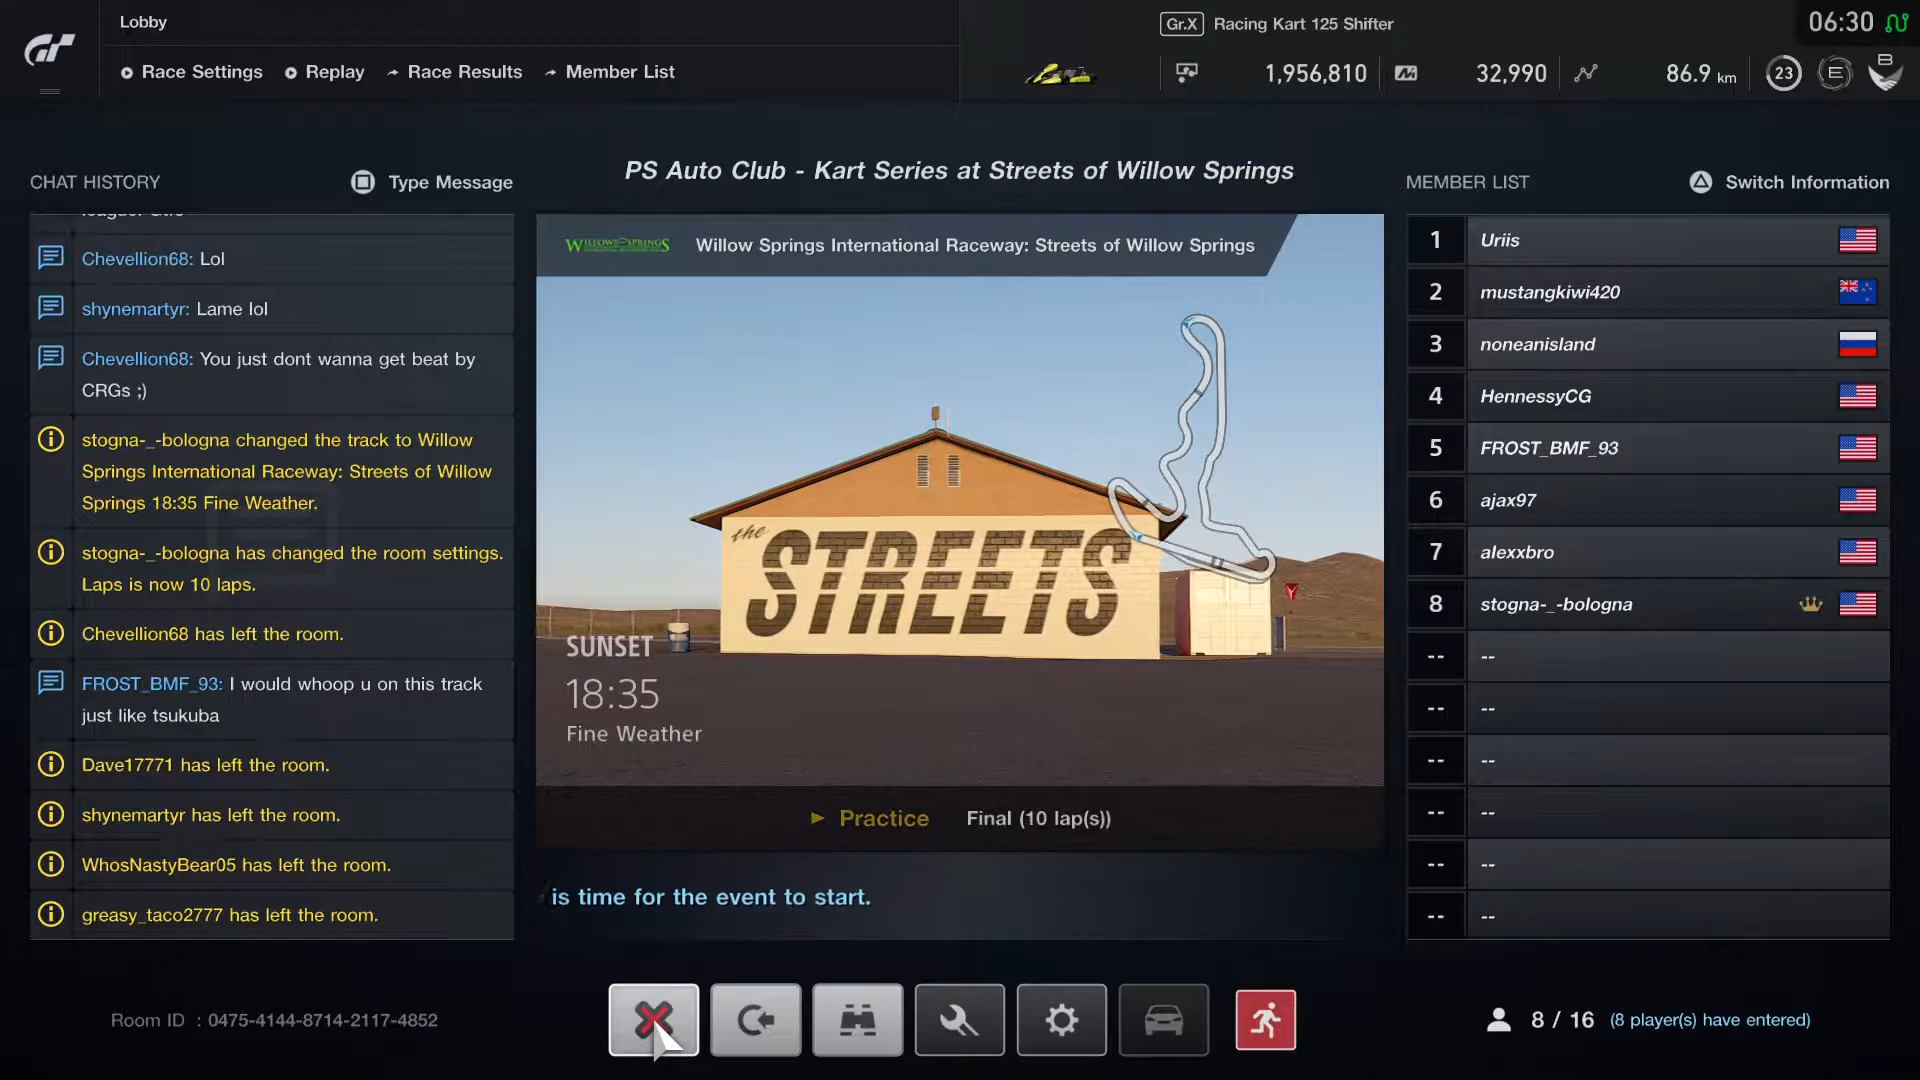 Lobby
Race Settings
Replay
Race Results
Member List
Gr.X Racing Kart 125 Shifter
06:30
1,956,810
32,990
86.9 km
23
E
B
CHAT HISTORY
Type Message
Chevellion68: Lol
shynemartyr: Lame lol
Chevellion68: You just dont wanna get beat by
CRGs ;)
stogna-_-bologna changed the track to Willow
Springs International Raceway: Streets of Willow
Springs 18:35 Fine Weather.
stogna-_-bologna has changed the room settings.
Laps is now 10 laps.
Chevellion68 has left the room.
FROST_BMF_93: I would whoop u on this track
just like tsukuba
Dave17771 has left the room.
shynemartyr has left the room.
WhosNastyBear05 has left the room.
greasy_taco2777 has left the room.
PS Auto Club - Kart Series at Streets of Willow Springs
WILLOW SPRINGS
Willow Springs International Raceway: Streets of Willow Springs
the
STREETS
SUNSET
18:35
Fine Weather
Practice
Final (10 lap(s))
is time for the event to start.
MEMBER LIST
Switch Information
1 Uriis
2 mustangkiwi420
3 noneanisland
4 HennessyCG
5 FROST_BMF_93
6 ajax97
7 alexxbro
8 stogna-_-bologna
-- --
-- --
-- --
-- --
-- --
-- --
Room ID : 0475-4144-8714-2117-4852
8 / 16 (8 player(s) have entered)